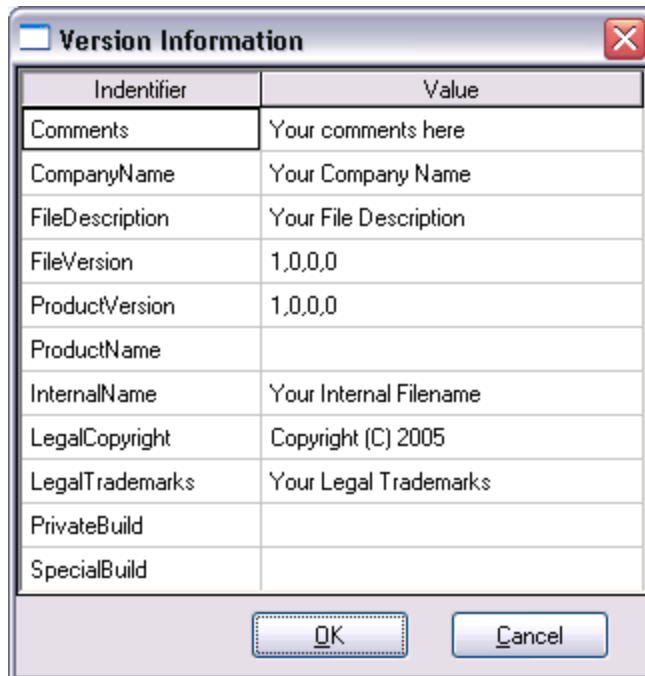 Version Information
Indentifier Value
Comments Your comments here
CompanyName Your Company Name
FileDescription Your File Description
FileVersion 1,0,0,0
ProductVersion 1,0,0,0
ProductName
InternalName Your Internal Filename
LegalCopyright Copyright (C) 2005
LegalTrademarks Your Legal Trademarks
PrivateBuild
SpecialBuild
OK Cancel